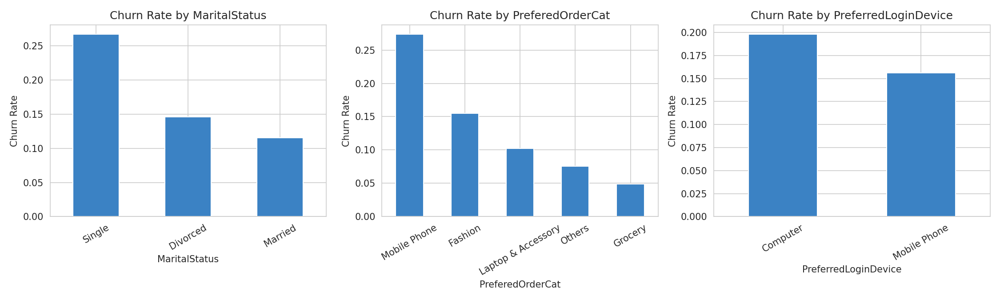 Churn Rate by MaritalStatus
Churn Rate
0.25
0.20
0.15
0.10
0.05
0.00
Single
Divorced
Married
MaritalStatus
Churn Rate by PreferedOrderCat
Churn Rate
0.25
0.20
0.15
0.10
0.05
0.00
Mobile Phone
Fashion
Laptop & Accessory
Others
Grocery
PreferedOrderCat
Churn Rate by PreferredLoginDevice
Churn Rate
0.200
0.175
0.150
0.125
0.100
0.075
0.050
0.025
0.000
Computer
Mobile Phone
PreferredLoginDevice